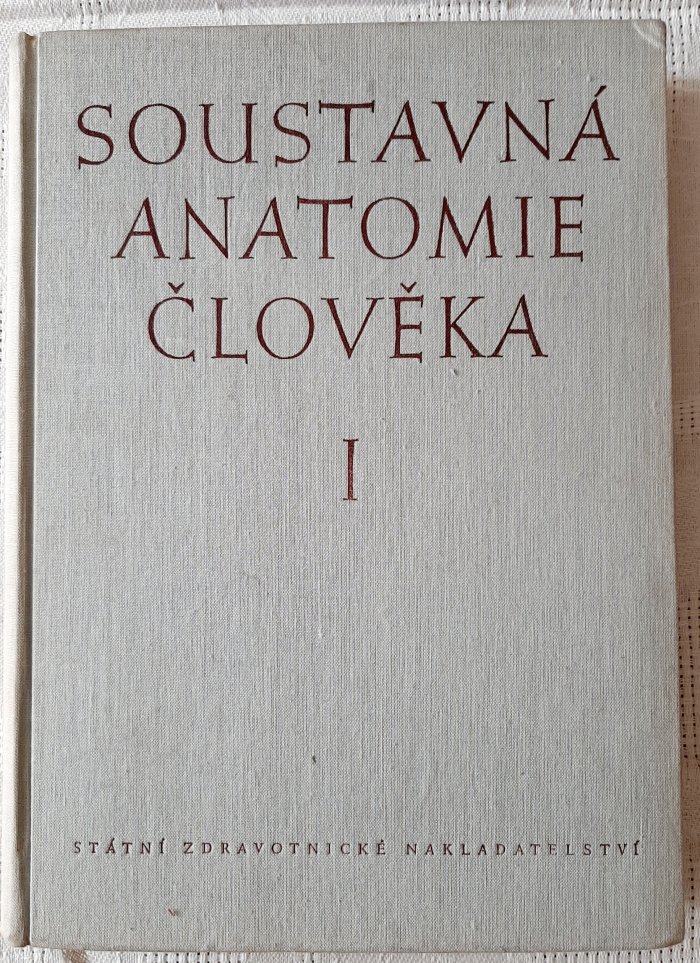 SOUSTAVNÁ
ANATOMIE
ČLOVĚKA
I
STÁTNÍ ZDRAVOTNICKÉ NAKLADATELSTVÍ